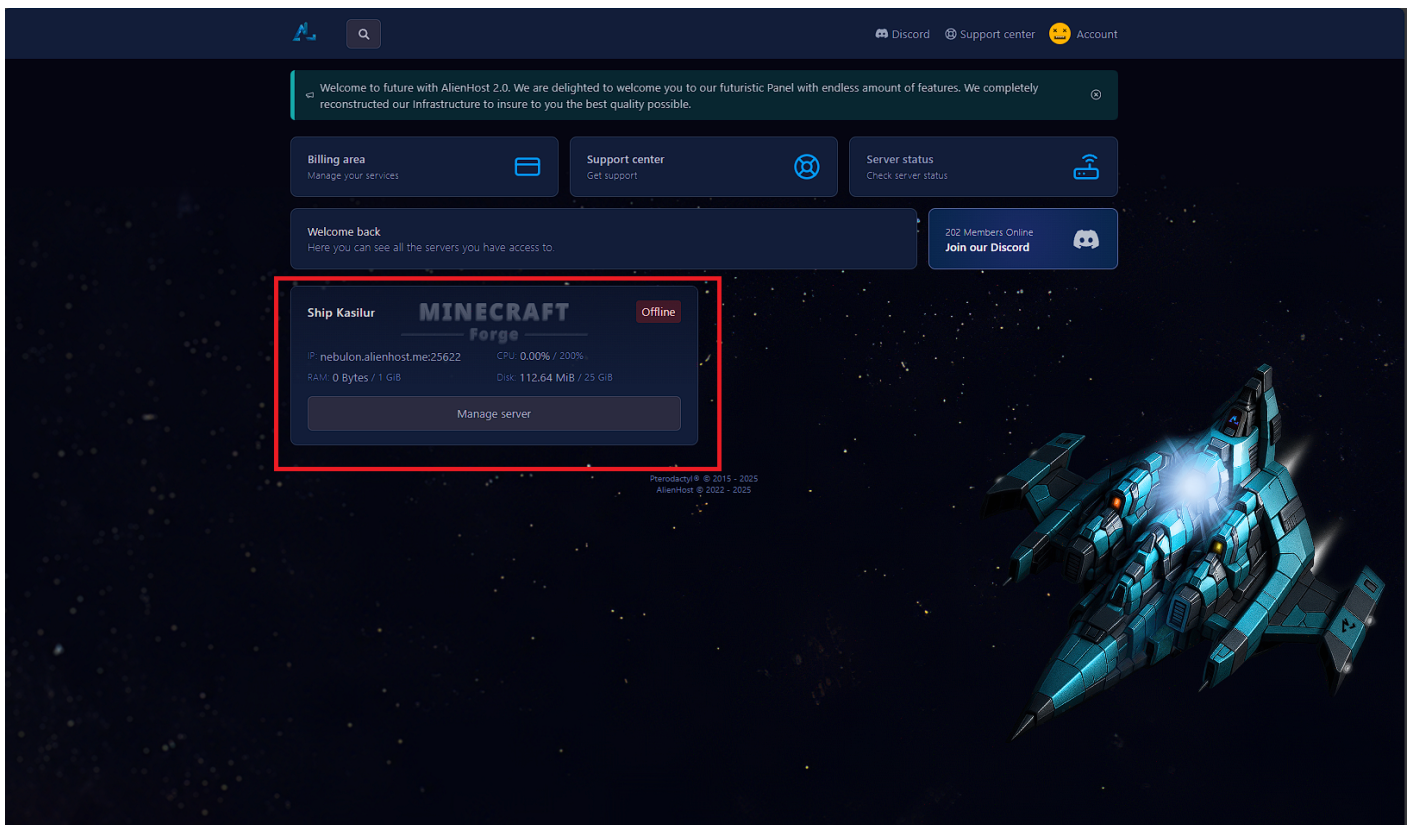 Discord
Support center
Account
Welcome to future with AlienHost 2.0. We are delighted to welcome you to our futuristic Panel with endless amount of features. We completely
reconstructed our Infrastructure to insure to you the best quality possible.
Billing area
Manage your services
Support center
Get support
Server status
Check server status
Welcome back
Here you can see all the servers you have access to.
202 Members Online
Join our Discord
Ship Kasilur
MINECRAFT
Forge
Offline
IP: nebulon.alienhost.me:25622
CPU: 0.00% / 200%
RAM: 0 Bytes / 1 GiB
Disk: 112.64 MiB / 25 GiB
Manage server
Pterodactyl® © 2015 - 2025
AlienHost © 2022 - 2025